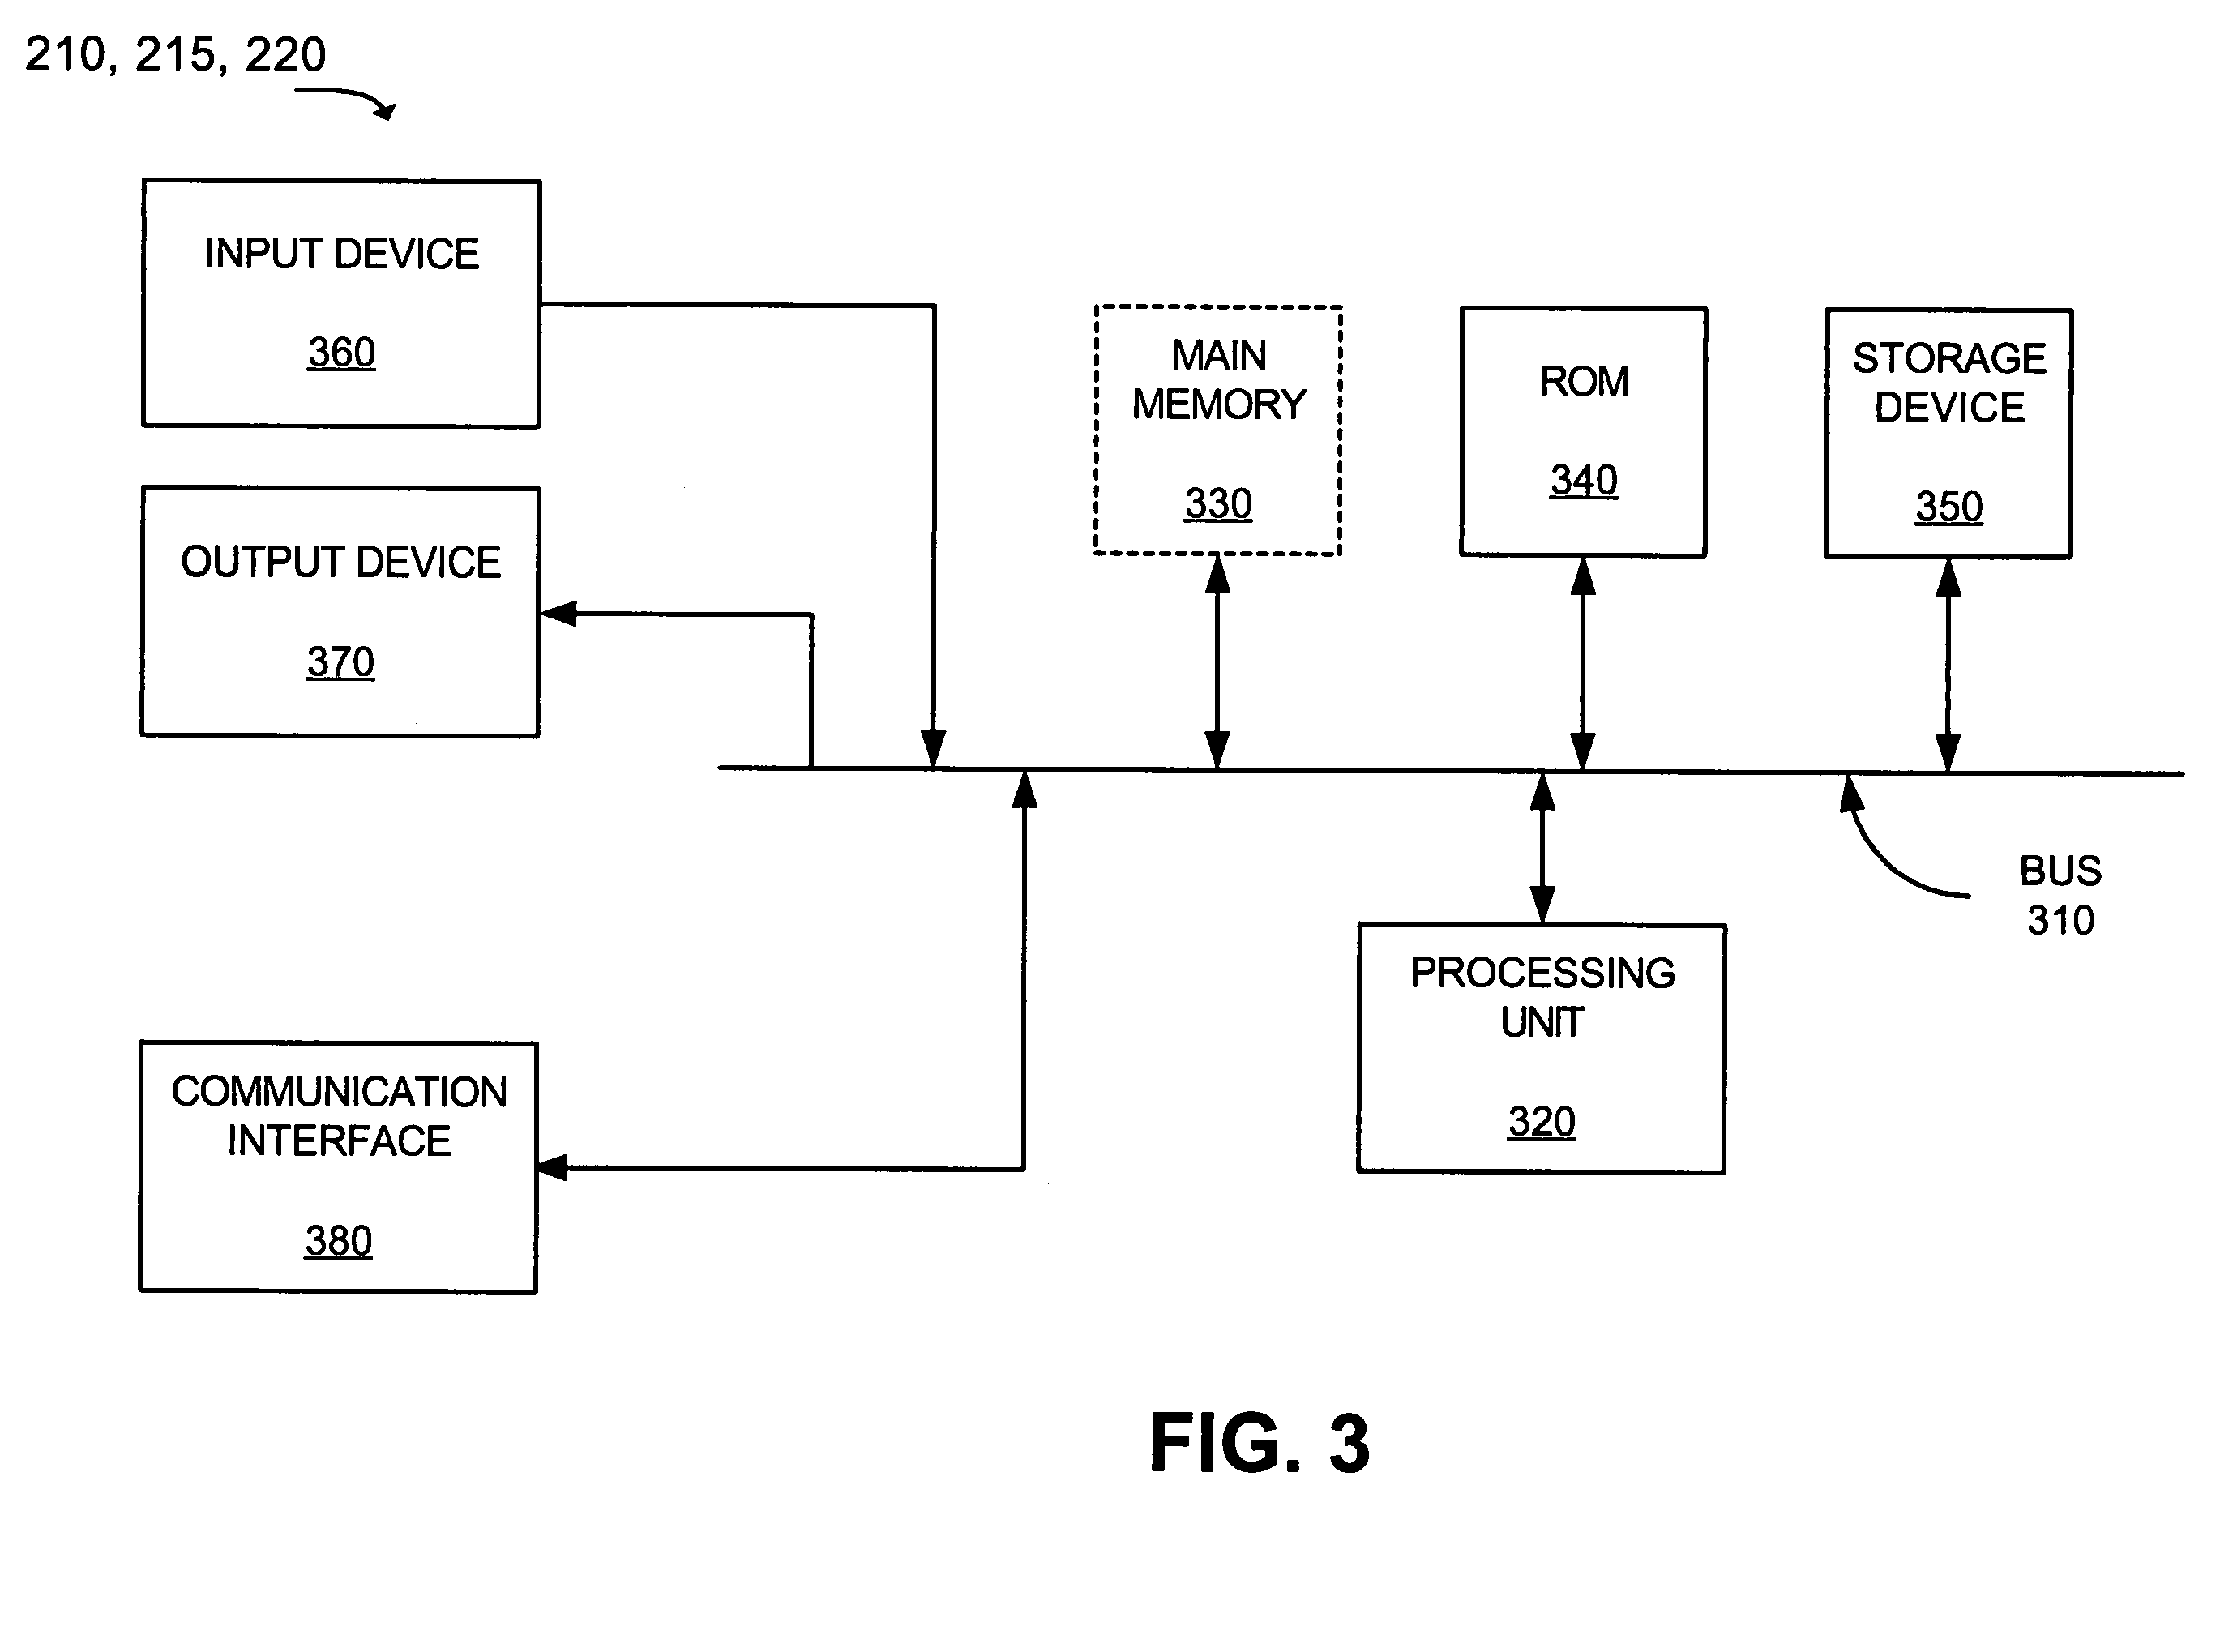 210, 215, 220
INPUT DEVICE
360
OUTPUT DEVICE
370
MAIN
MEMORY
330
ROM
340
STORAGE
DEVICE
350
BUS
310
PROCESSING
UNIT
320
COMMUNICATION
INTERFACE
380
FIG. 3